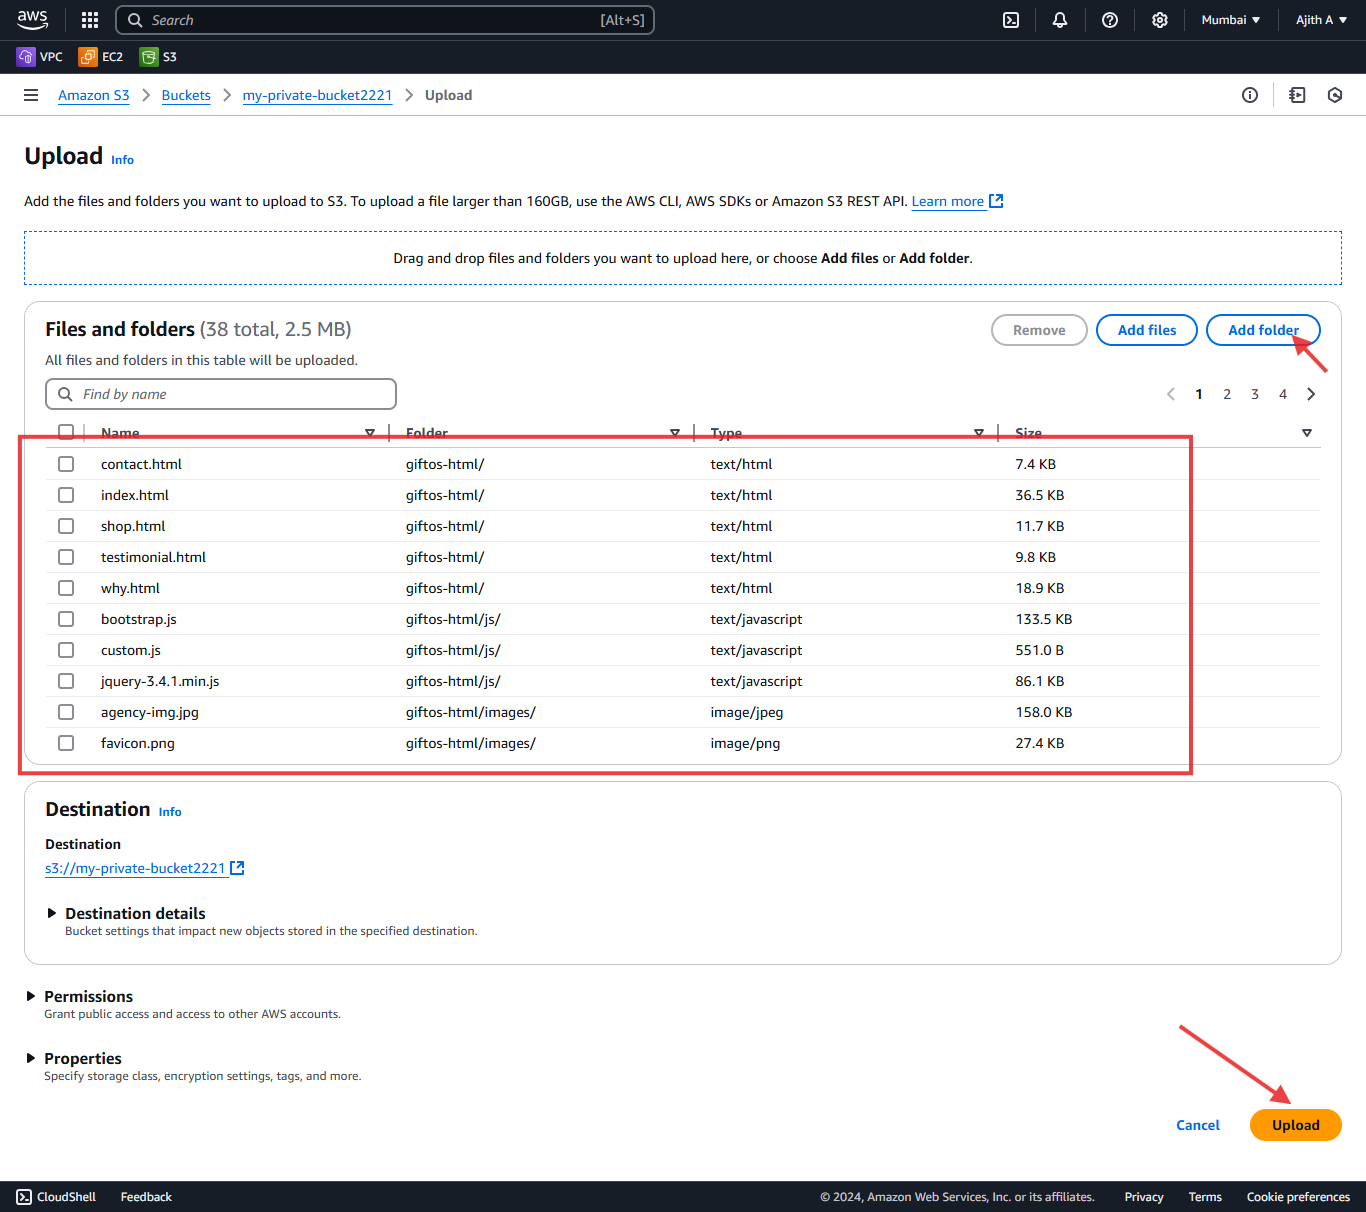 aws Search [Alt+S] Mumbai Ajith A
VPC EC2 S3
Amazon S3 Buckets my-private-bucket2221 Upload
Upload Info
Add the files and folders you want to upload to S3. To upload a file larger than 160GB, use the AWS CLI, AWS SDKs or Amazon S3 REST API. Learn more
Drag and drop files and folders you want to upload here, or choose Add files or Add folder.
Files and folders (38 total, 2.5 MB) Remove Add files Add folder
All files and folders in this table will be uploaded.
Find by name 1 2 3 4
Name Folder Type Size
contact.html giftos-html/ text/html 7.4 KB
index.html giftos-html/ text/html 36.5 KB
shop.html giftos-html/ text/html 11.7 KB
testimonial.html giftos-html/ text/html 9.8 KB
why.html giftos-html/ text/html 18.9 KB
bootstrap.js giftos-html/js/ text/javascript 133.5 KB
custom.js giftos-html/js/ text/javascript 551.0 B
jquery-3.4.1.min.js giftos-html/js/ text/javascript 86.1 KB
agency-img.jpg giftos-html/images/ image/jpeg 158.0 KB
favicon.png giftos-html/images/ image/png 27.4 KB
Destination Info
Destination
s3://my-private-bucket2221
Destination details
Bucket settings that impact new objects stored in the specified destination.
Permissions
Grant public access and access to other AWS accounts.
Properties
Specify storage class, encryption settings, tags, and more.
Cancel Upload
CloudShell Feedback © 2024, Amazon Web Services, Inc. or its affiliates. Privacy Terms Cookie preferences